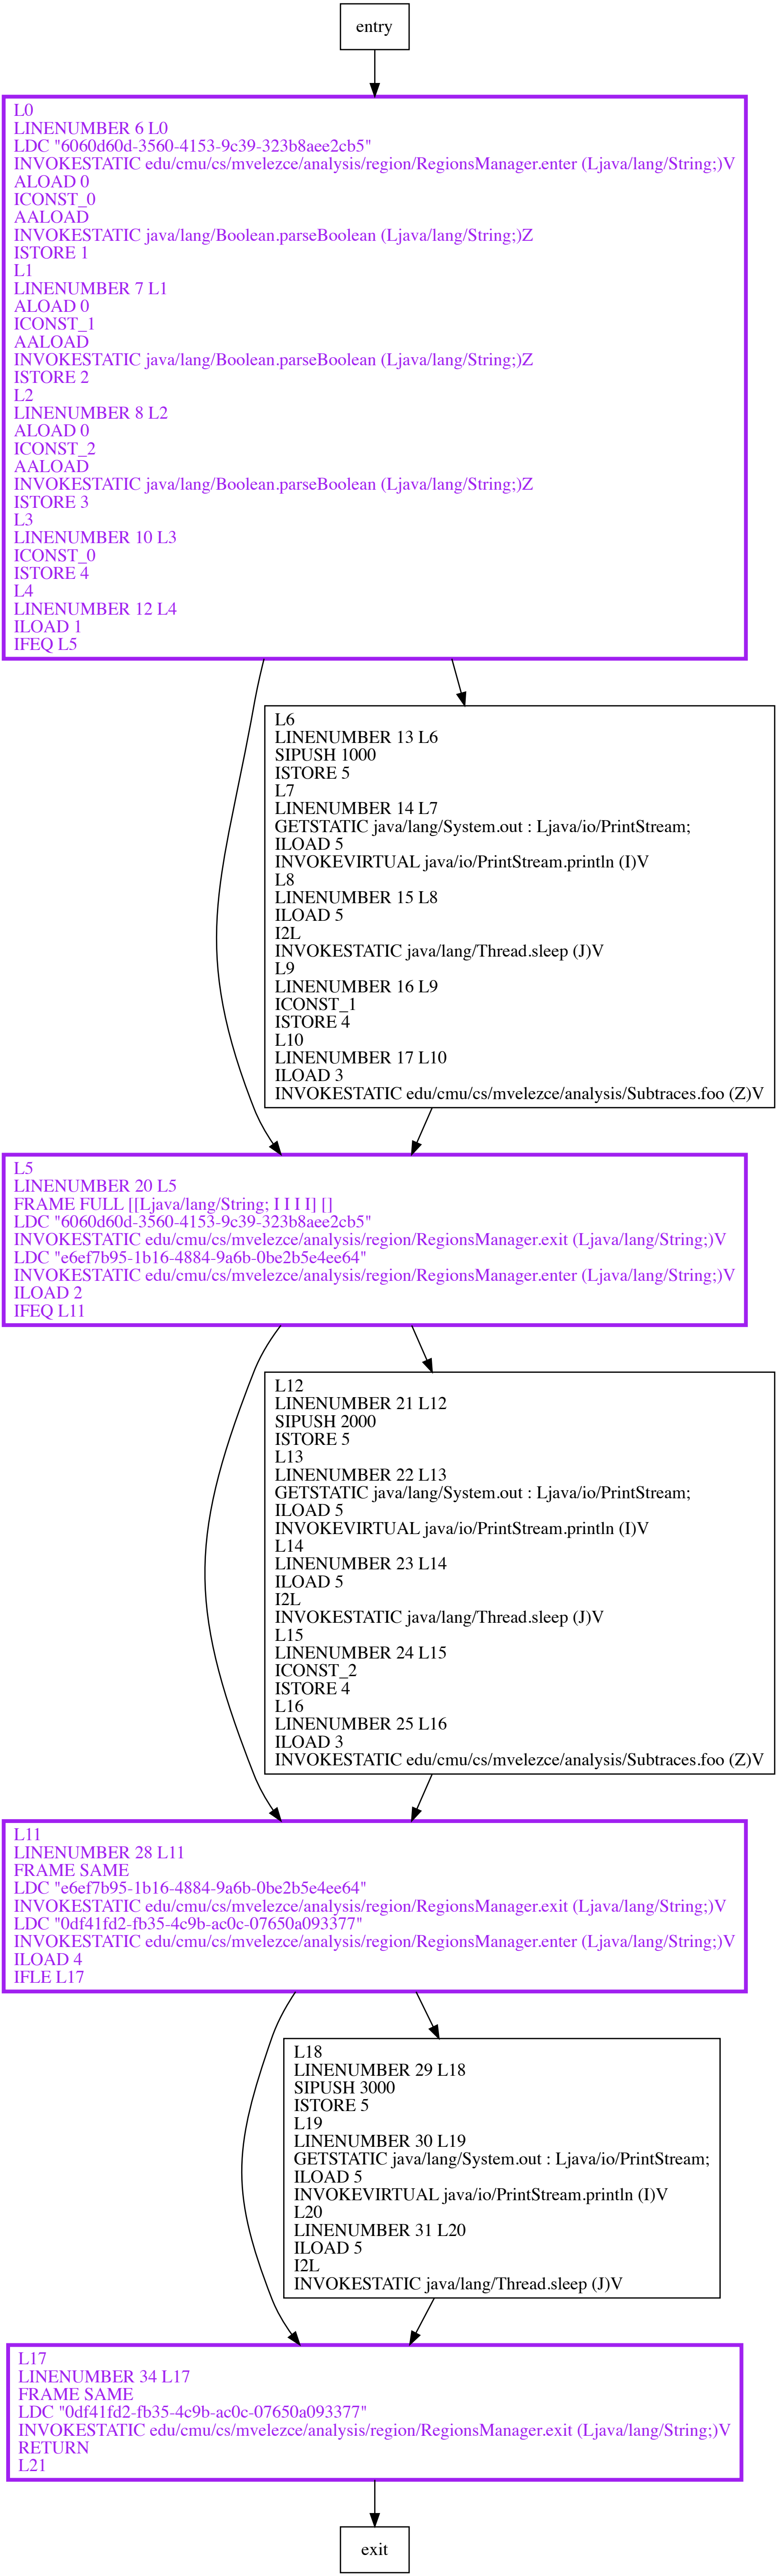 entry
L0
LINENUMBER 6 L0
LDC "6060d60d-3560-4153-9c39-323b8aee2cb5"
INVOKESTATIC edu/cmu/cs/mvelezce/analysis/region/RegionsManager.enter (Ljava/lang/String;)V
ALOAD 0
ICONST_0
AALOAD
INVOKESTATIC java/lang/Boolean.parseBoolean (Ljava/lang/String;)Z
ISTORE 1
L1
LINENUMBER 7 L1
ALOAD 0
ICONST_1
AALOAD
INVOKESTATIC java/lang/Boolean.parseBoolean (Ljava/lang/String;)Z
ISTORE 2
L2
LINENUMBER 8 L2
ALOAD 0
ICONST_2
AALOAD
INVOKESTATIC java/lang/Boolean.parseBoolean (Ljava/lang/String;)Z
ISTORE 3
L3
LINENUMBER 10 L3
ICONST_0
ISTORE 4
L4
LINENUMBER 12 L4
ILOAD 1
IFEQ L5
L6
LINENUMBER 13 L6
SIPUSH 1000
ISTORE 5
L7
LINENUMBER 14 L7
GETSTATIC java/lang/System.out : Ljava/io/PrintStream;
ILOAD 5
INVOKEVIRTUAL java/io/PrintStream.println (I)V
L8
LINENUMBER 15 L8
ILOAD 5
I2L
INVOKESTATIC java/lang/Thread.sleep (J)V
L9
LINENUMBER 16 L9
ICONST_1
ISTORE 4
L10
LINENUMBER 17 L10
ILOAD 3
INVOKESTATIC edu/cmu/cs/mvelezce/analysis/Subtraces.foo (Z)V
L5
LINENUMBER 20 L5
FRAME FULL [[Ljava/lang/String; I I I I] []
LDC "6060d60d-3560-4153-9c39-323b8aee2cb5"
INVOKESTATIC edu/cmu/cs/mvelezce/analysis/region/RegionsManager.exit (Ljava/lang/String;)V
LDC "e6ef7b95-1b16-4884-9a6b-0be2b5e4ee64"
INVOKESTATIC edu/cmu/cs/mvelezce/analysis/region/RegionsManager.enter (Ljava/lang/String;)V
ILOAD 2
IFEQ L11
L12
LINENUMBER 21 L12
SIPUSH 2000
ISTORE 5
L13
LINENUMBER 22 L13
GETSTATIC java/lang/System.out : Ljava/io/PrintStream;
ILOAD 5
INVOKEVIRTUAL java/io/PrintStream.println (I)V
L14
LINENUMBER 23 L14
ILOAD 5
I2L
INVOKESTATIC java/lang/Thread.sleep (J)V
L15
LINENUMBER 24 L15
ICONST_2
ISTORE 4
L16
LINENUMBER 25 L16
ILOAD 3
INVOKESTATIC edu/cmu/cs/mvelezce/analysis/Subtraces.foo (Z)V
L11
LINENUMBER 28 L11
FRAME SAME
LDC "e6ef7b95-1b16-4884-9a6b-0be2b5e4ee64"
INVOKESTATIC edu/cmu/cs/mvelezce/analysis/region/RegionsManager.exit (Ljava/lang/String;)V
LDC "0df41fd2-fb35-4c9b-ac0c-07650a093377"
INVOKESTATIC edu/cmu/cs/mvelezce/analysis/region/RegionsManager.enter (Ljava/lang/String;)V
ILOAD 4
IFLE L17
L18
LINENUMBER 29 L18
SIPUSH 3000
ISTORE 5
L19
LINENUMBER 30 L19
GETSTATIC java/lang/System.out : Ljava/io/PrintStream;
ILOAD 5
INVOKEVIRTUAL java/io/PrintStream.println (I)V
L20
LINENUMBER 31 L20
ILOAD 5
I2L
INVOKESTATIC java/lang/Thread.sleep (J)V
L17
LINENUMBER 34 L17
FRAME SAME
LDC "0df41fd2-fb35-4c9b-ac0c-07650a093377"
INVOKESTATIC edu/cmu/cs/mvelezce/analysis/region/RegionsManager.exit (Ljava/lang/String;)V
RETURN
L21
exit